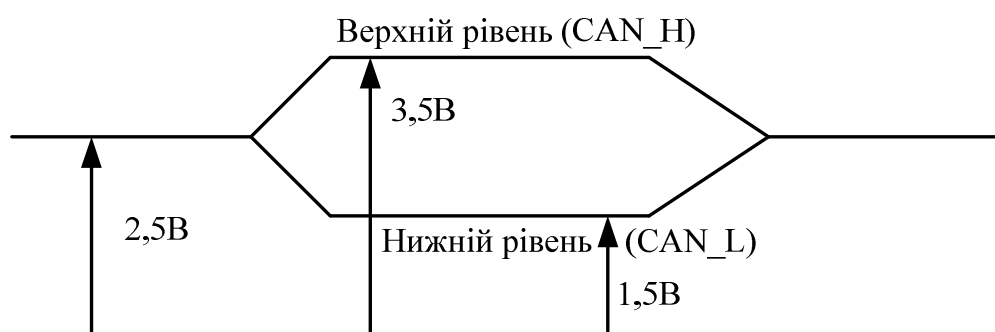 Верхній рівень (CAN_H)
3,5В
2,5В
Нижній рівень (CAN_L)
1,5В